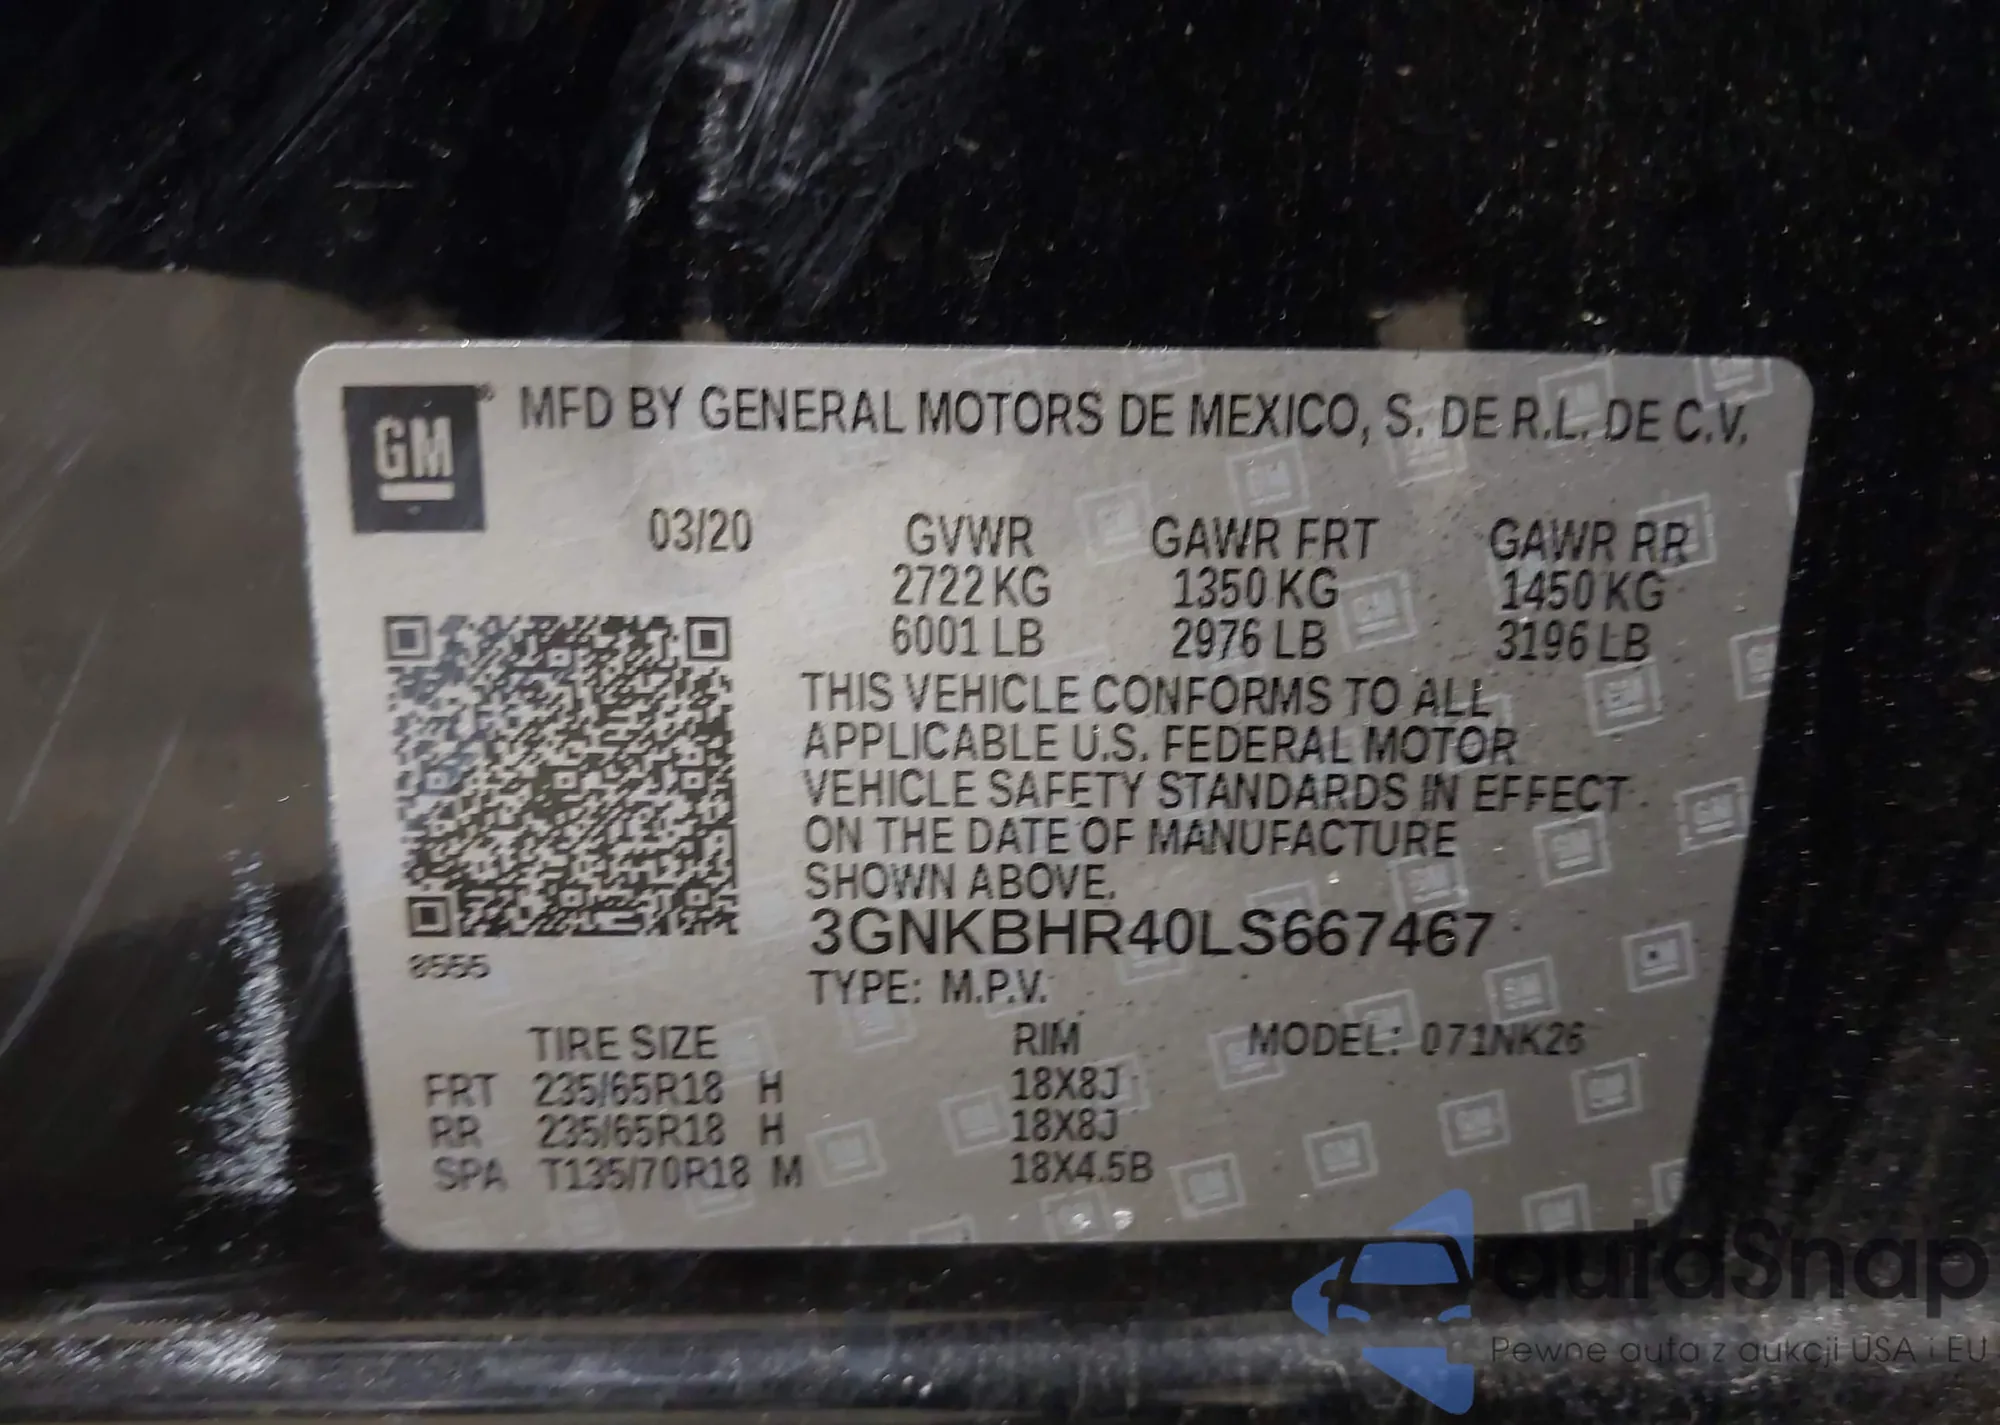 GM ® MFD BY GENERAL MOTORS DE MEXICO, S. DE R.L. DE C.V.
03/20 GVWR GAWR FRT GAWR RR
2722 KG 1350 KG 1450 KG
6001 LB 2976 LB 3196 LB
THIS VEHICLE CONFORMS TO ALL
APPLICABLE U.S. FEDERAL MOTOR
VEHICLE SAFETY STANDARDS IN EFFECT
ON THE DATE OF MANUFACTURE
SHOWN ABOVE.
3GNKBHR40LS667467
8555
TYPE: M.P.V.
TIRE SIZE RIM MODEL: 071NK26
FRT 235/65R18 H 18X8J
RR 235/65R18 H 18X8J
SPA T135/70R18 M 18X4.5B
autaSnap
Pewne auta z aukcji USA i EU